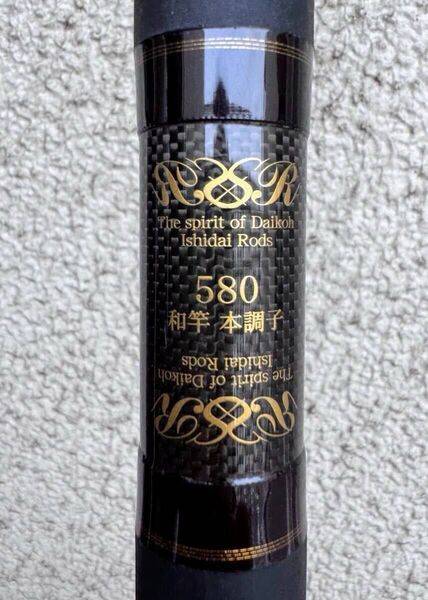 The spirit of Daikoh
Ishidai Rods
580
和竿 本調子
The spirit of Daikoh
Ishidai Rods